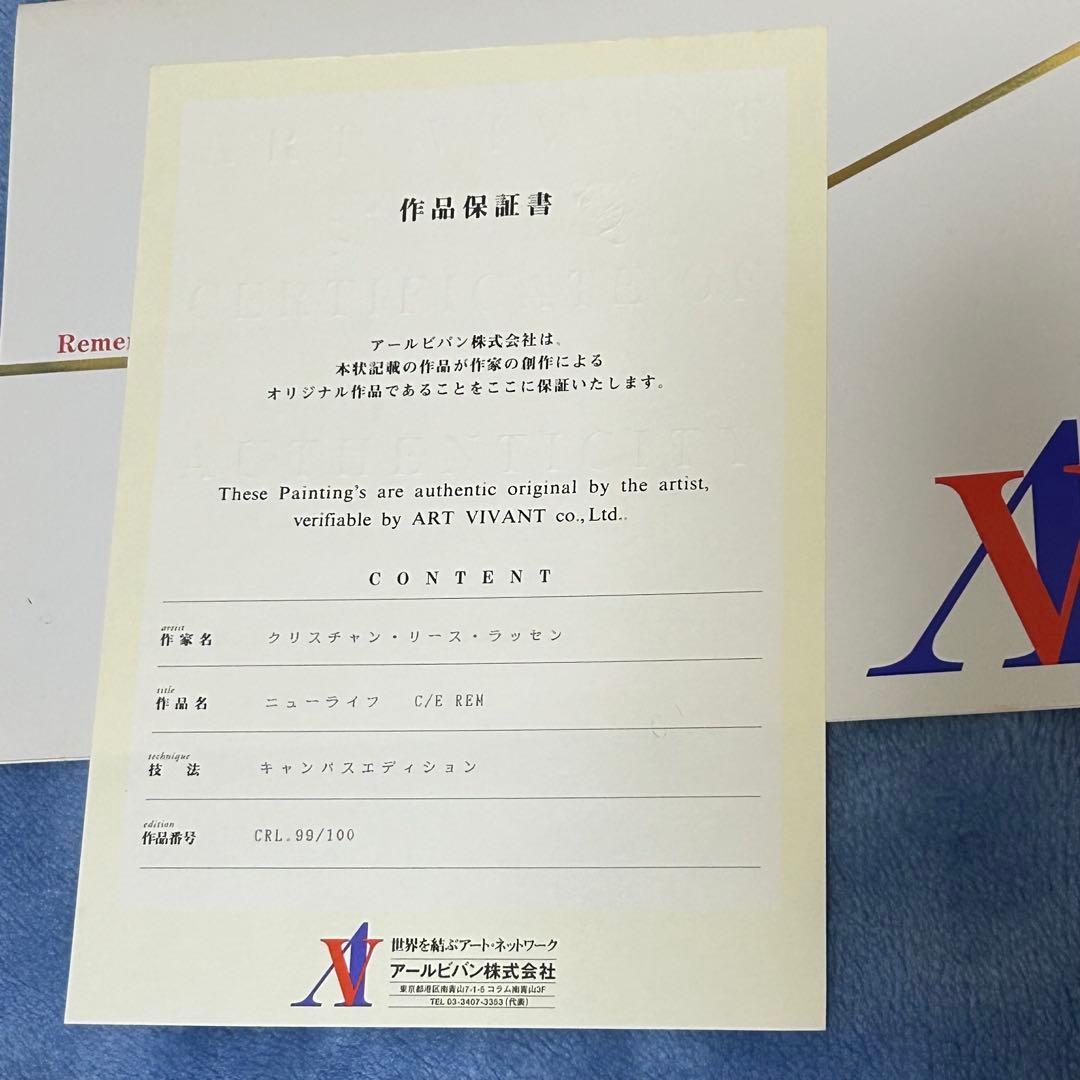 作品保証書
CERTIFICATE OF
Remem
アールビバン株式会社は、
本状記載の作品が作家の創作による
オリジナル作品であることをここに保証いたします。
AUTHENTICITY
These Painting's are authentic original by the artist,
verifiable by ART VIVANT co., Ltd..
CONTENT
artist
作家名 クリスチャン・リース・ラッセン
title
作品名 ニューライフ C/E REM
technique
技 法 キャンバスエディション
edition
作品番号 CRL.99/100
AV 世界を結ぶアート・ネットワーク
アールビバン株式会社
東京都港区南青山7-1-5 コラム南青山3F
TEL 03-3407-3363 (代表)